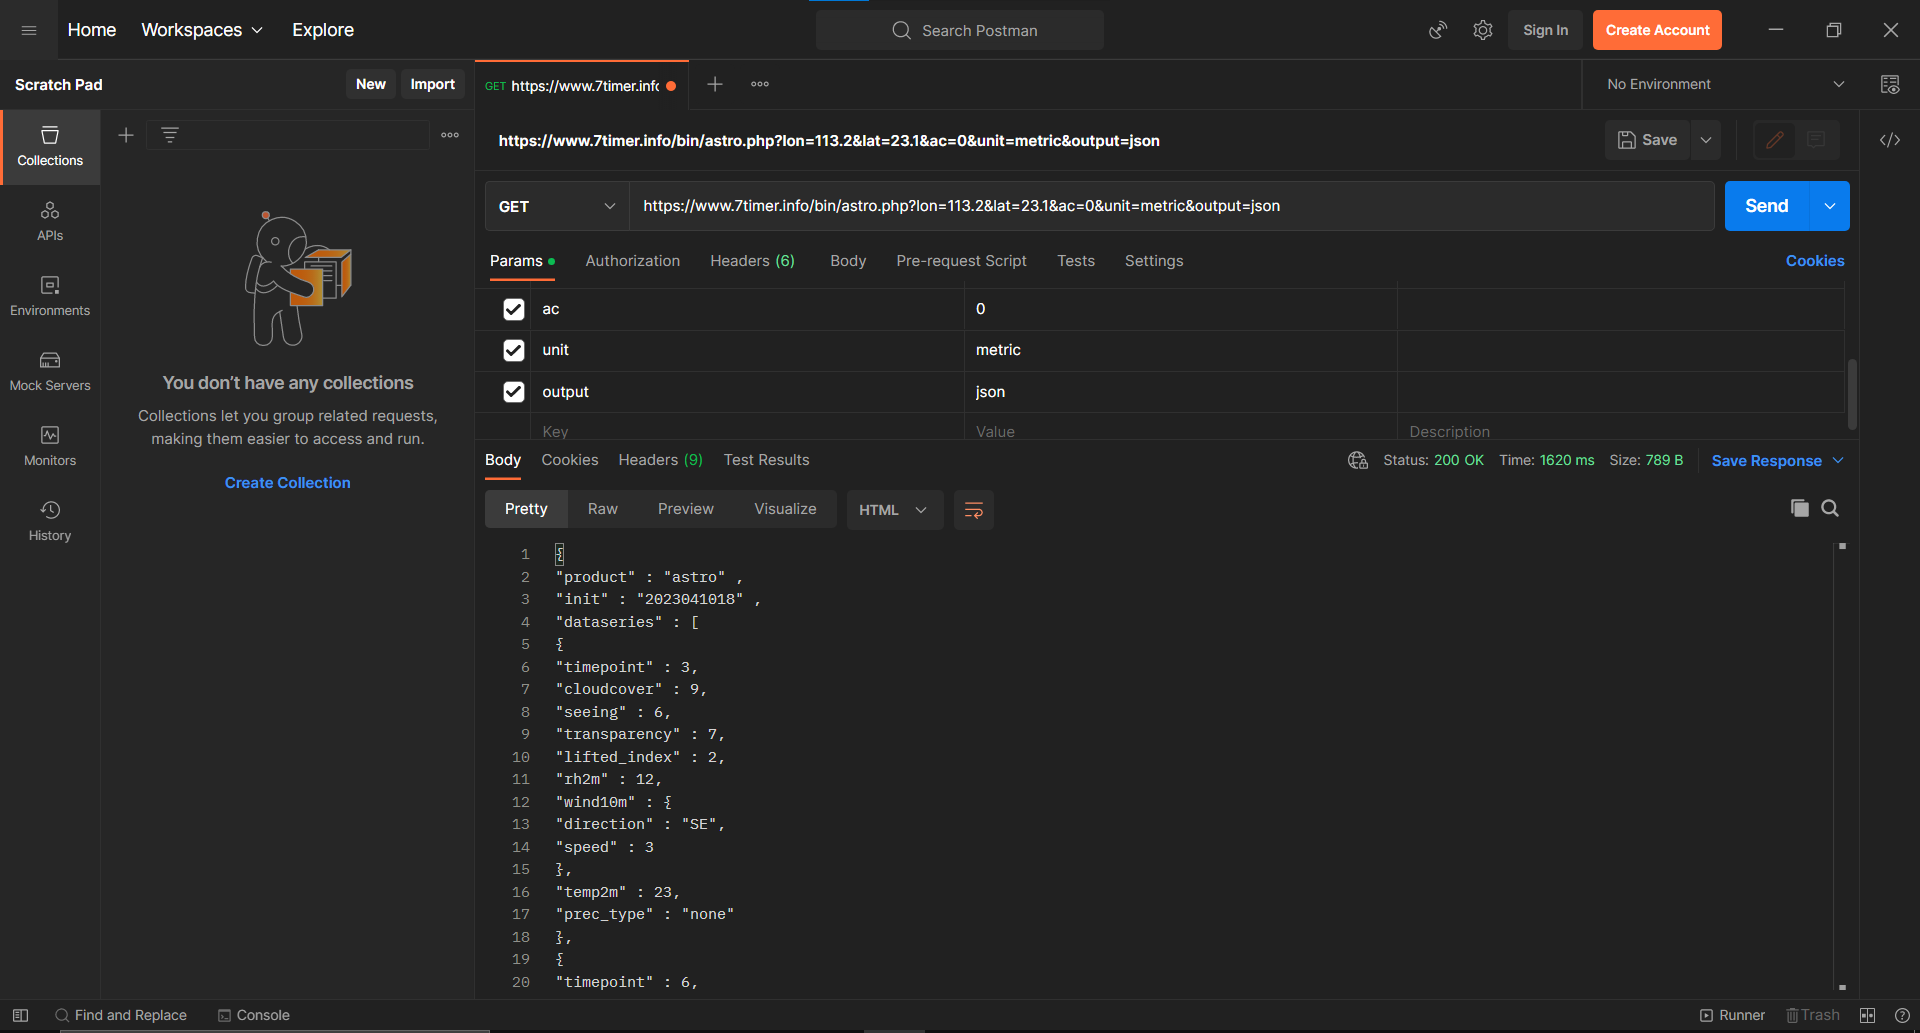 Home Workspaces Explore
Search Postman
Sign In Create Account
Scratch Pad New Import
GET https://www.7timer.info
ooo
No Environment
Collections
APIs
Environments
Mock Servers
Monitors
History
ooo
You don't have any collections
Collections let you group related requests,
making them easier to access and run.
Create Collection
https://www.7timer.info/bin/astro.php?lon=113.2&lat=23.1&ac=0&unit=metric&output=json
Save
</>
GET https://www.7timer.info/bin/astro.php?lon=113.2&lat=23.1&ac=0&unit=metric&output=json
Send
Params Authorization Headers (6) Body Pre-request Script Tests Settings Cookies
ac 0
unit metric
output json
Key Value Description
Body Cookies Headers (9) Test Results
Status: 200 OK Time: 1620 ms Size: 789 B Save Response
Pretty Raw Preview Visualize HTML
1 {
2 "product" : "astro" ,
3 "init" : "2023041018" ,
4 "dataseries" : [
5 {
6 "timepoint" : 3,
7 "cloudcover" : 9,
8 "seeing" : 6,
9 "transparency" : 7,
10 "lifted_index" : 2,
11 "rh2m" : 12,
12 "wind10m" : {
13 "direction" : "SE",
14 "speed" : 3
15 },
16 "temp2m" : 23,
17 "prec_type" : "none"
18 },
19 {
20 "timepoint" : 6,
Find and Replace Console
Runner Trash